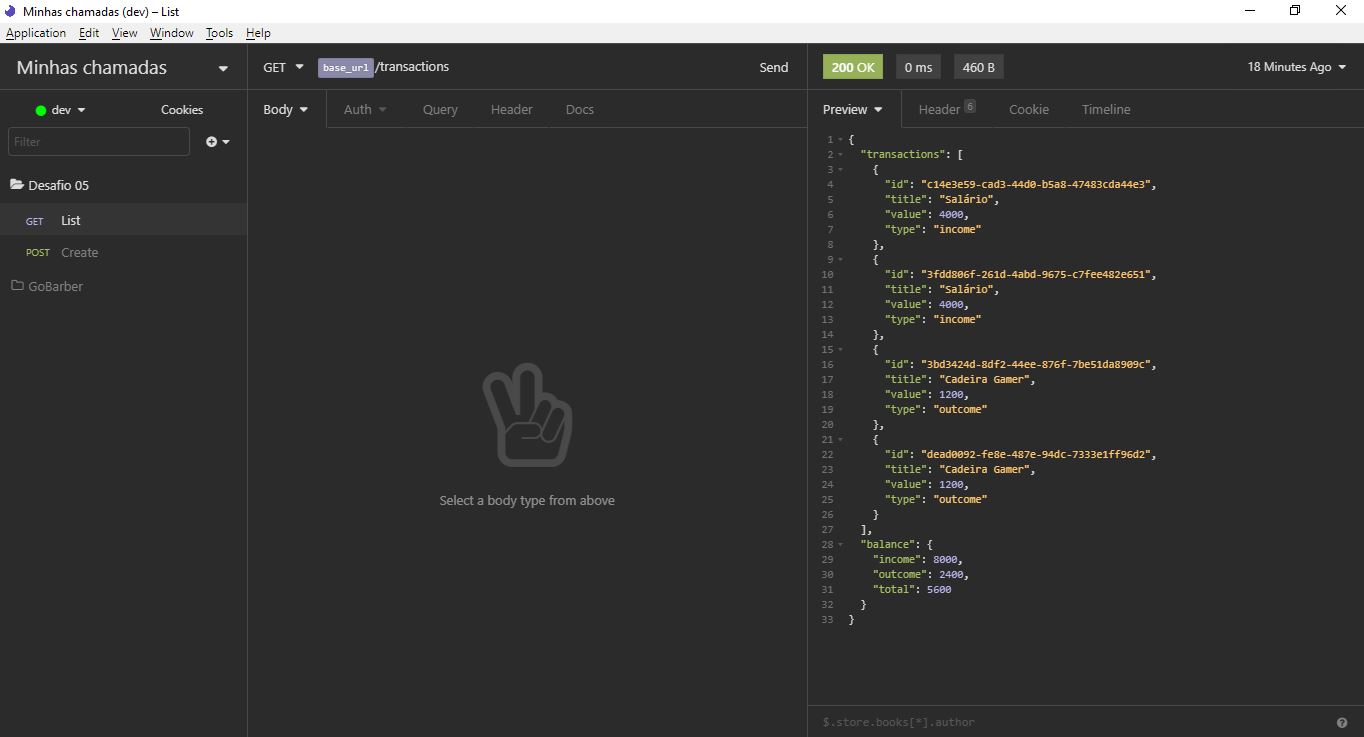 Minhas chamadas (dev) – List
Application Edit View Window Tools Help
Minhas chamadas
dev Cookies
Filter
Desafio 05
GET List
POST Create
GoBarber
GET base_url/transactions Send
Body Auth Query Header Docs
Select a body type from above
200 OK 0 ms 460 B 18 Minutes Ago
Preview Header 6 Cookie Timeline
1 {
2 "transactions": [
3 {
4 "id": "c14e3e59-cad3-44d0-b5a8-47483cda44e3",
5 "title": "Salário",
6 "value": 4000,
7 "type": "income"
8 },
9 {
10 "id": "3fdd806f-261d-4abd-9675-c7fee482e651",
11 "title": "Salário",
12 "value": 4000,
13 "type": "income"
14 },
15 {
16 "id": "3bd3424d-8df2-44ee-876f-7be51da8909c",
17 "title": "Cadeira Gamer",
18 "value": 1200,
19 "type": "outcome"
20 },
21 {
22 "id": "dead0092-fe8e-487e-94dc-7333e1ff96d2",
23 "title": "Cadeira Gamer",
24 "value": 1200,
25 "type": "outcome"
26 }
27 ],
28 "balance": {
29 "income": 8000,
30 "outcome": 2400,
31 "total": 5600
32 }
33 }
$.store.books[*].author